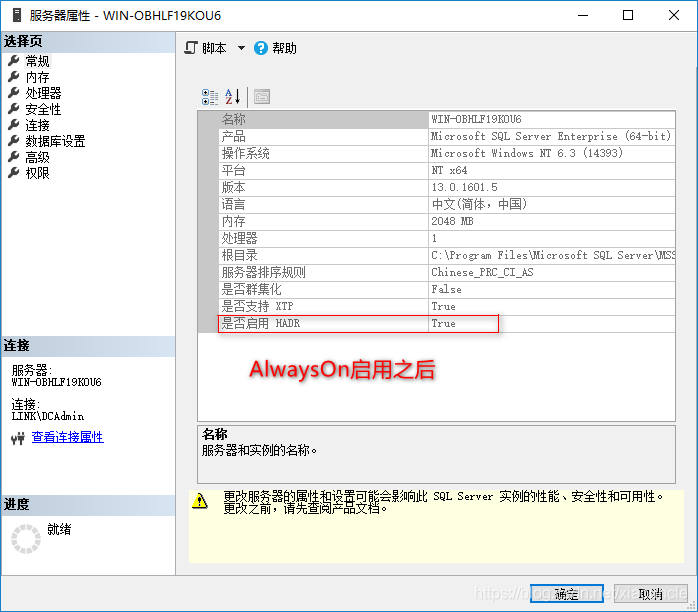 服务器属性 - WIN-OBHLF19KOU6
选择页
常规
内存
处理器
安全性
连接
数据库设置
高级
权限
脚本
帮助
名称 WIN-OBHLF19KOU6
产品 Microsoft SQL Server Enterprise (64-bit)
操作系统 Microsoft Windows NT 6.3 (14393)
平台 NT x64
版本 13.0.1601.5
语言 中文(简体，中国)
内存 2048 MB
处理器 1
根目录 C:\Program Files\Microsoft SQL Server\MSS
服务器排序规则 Chinese_PRC_CI_AS
是否群集化 False
是否支持 XTP True
是否启用 HADR True
AlwaysOn启用之后
名称
服务器和实例的名称。
更改服务器的属性和设置可能会影响此 SQL Server 实例的性能、安全性和可用性。
更改之前，请先查阅产品文档。
连接
服务器:
WIN-OBHLF19KOU6
连接:
LINK\DCAdmin
查看连接属性
进度
就绪
确定
取消